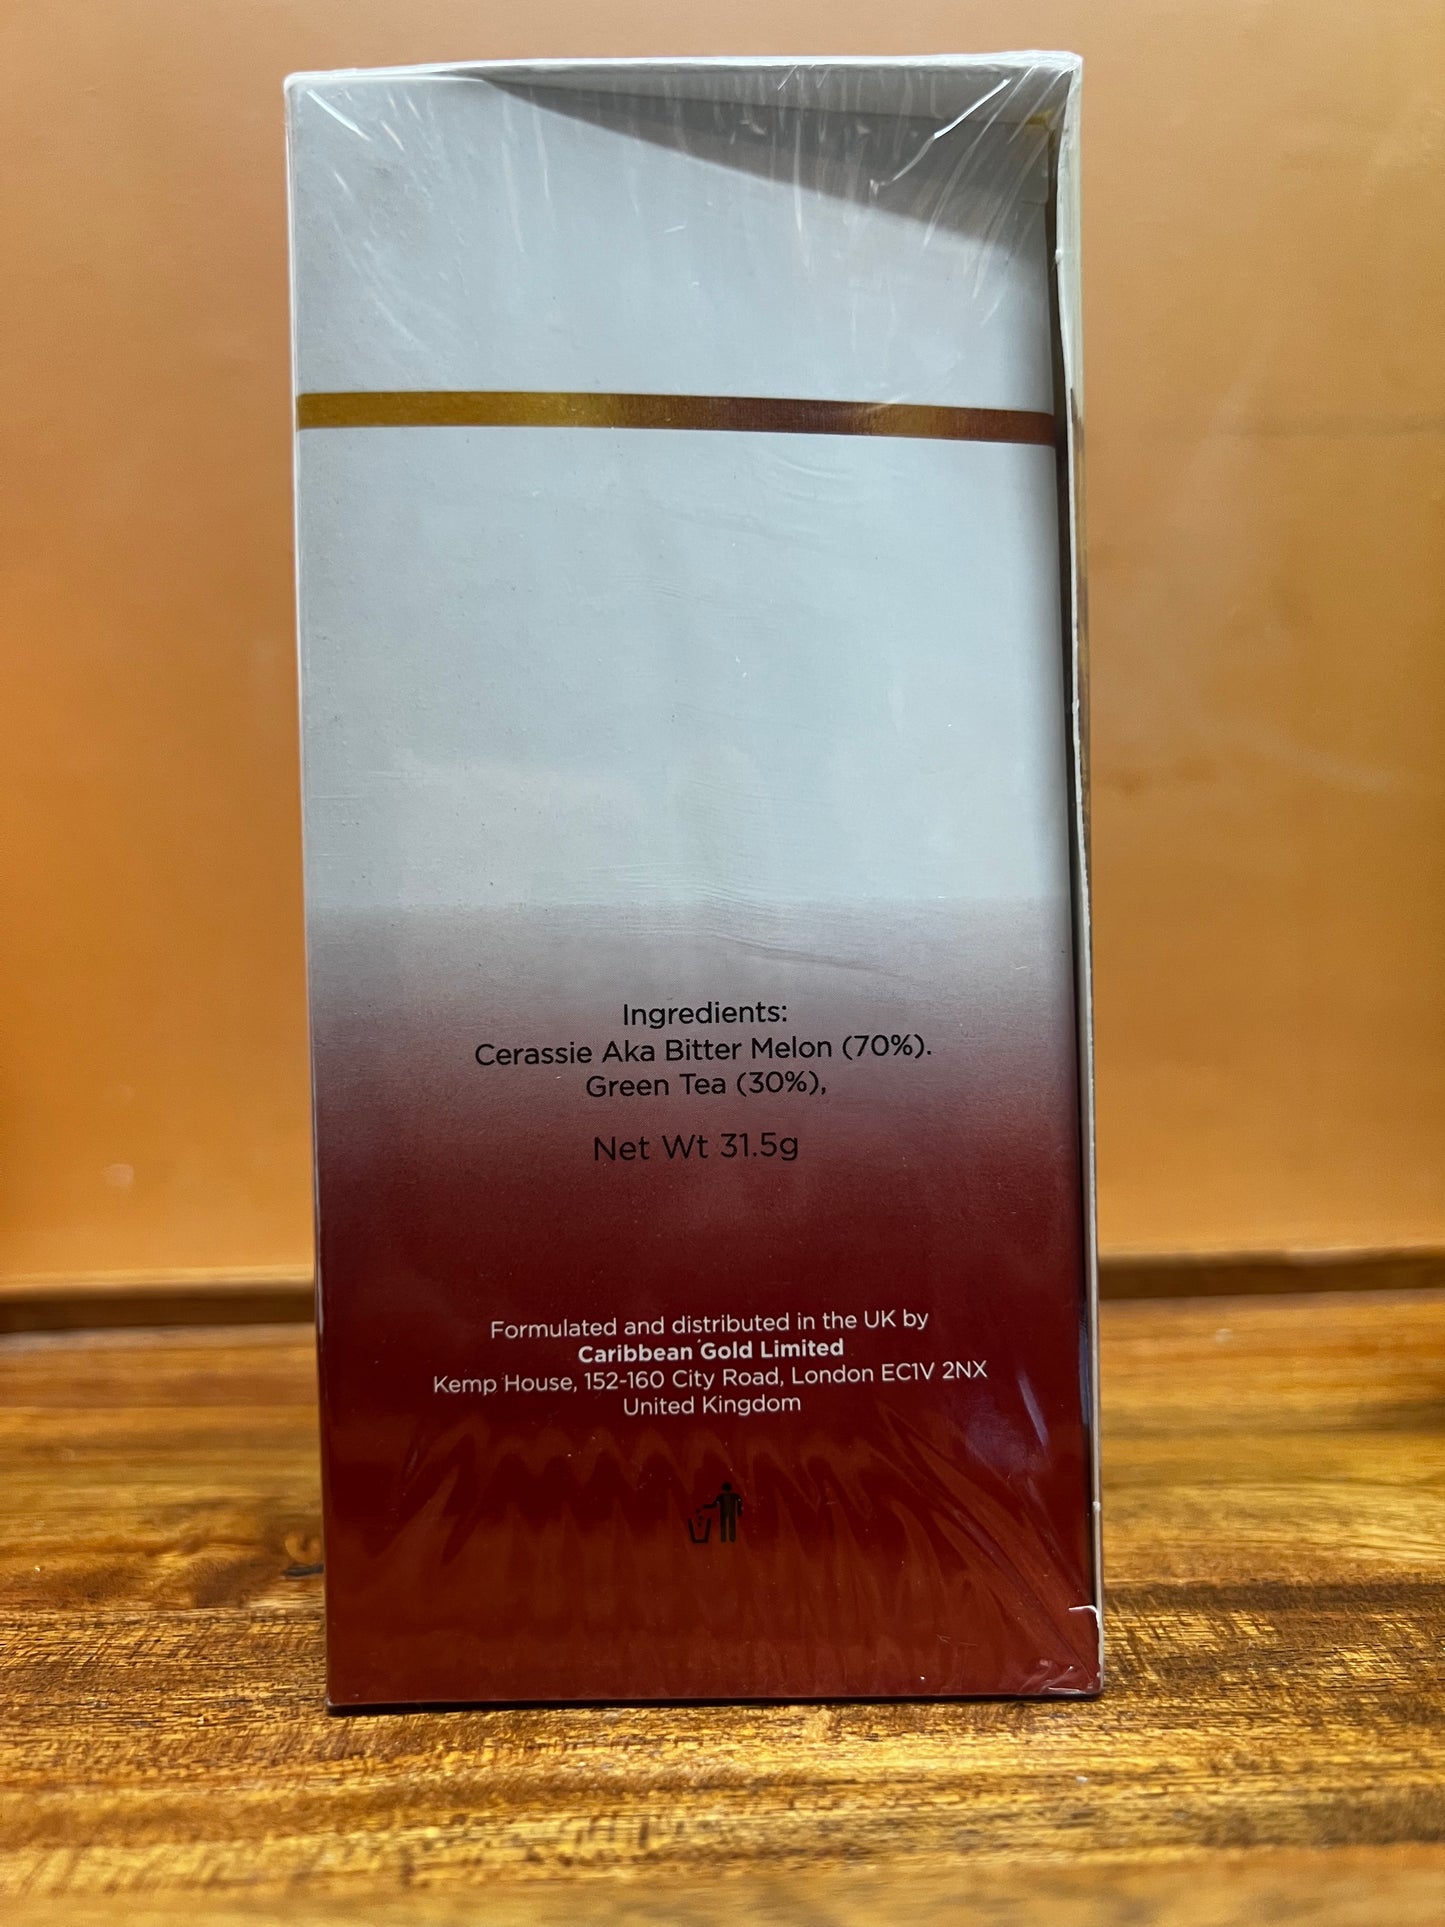 Ingredients:
Cerassie Aka Bitter Melon (70%).
Green Tea (30%),
Net Wt 31.5g
Formulated and distributed in the UK by
Caribbean Gold Limited
Kemp House, 152-160 City Road, London EC1V 2NX
United Kingdom